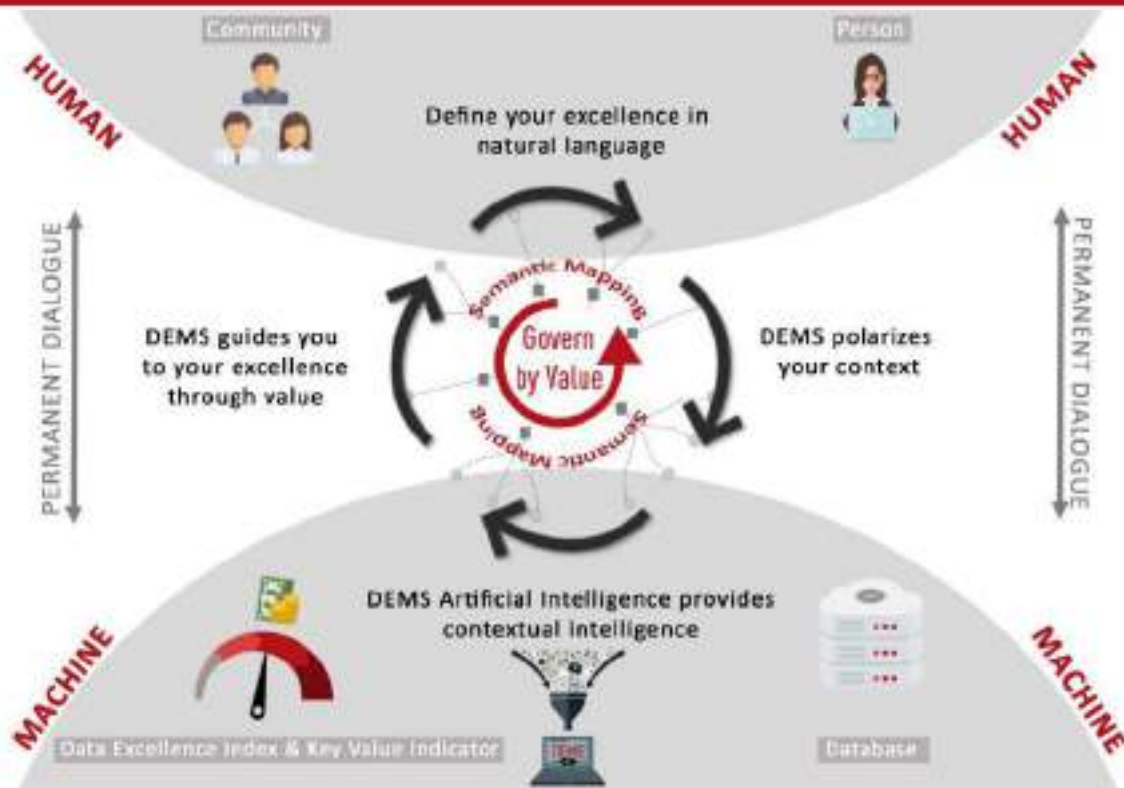 Community
Person
HUMAN
HUMAN
Define your excellence in
natural language
PERMANENT DIALOGUE
PERMANENT DIALOGUE
Semantic Mapping
DEMS guides you
to your excellence
through value
Govern
by Value
DEMS polarizes
your context
Semantic Mapping
DEMS Artificial Intelligence provides
contextual intelligence
MACHINE
MACHINE
Data Excellence Index & Key Value Indicator
DEMS
Database